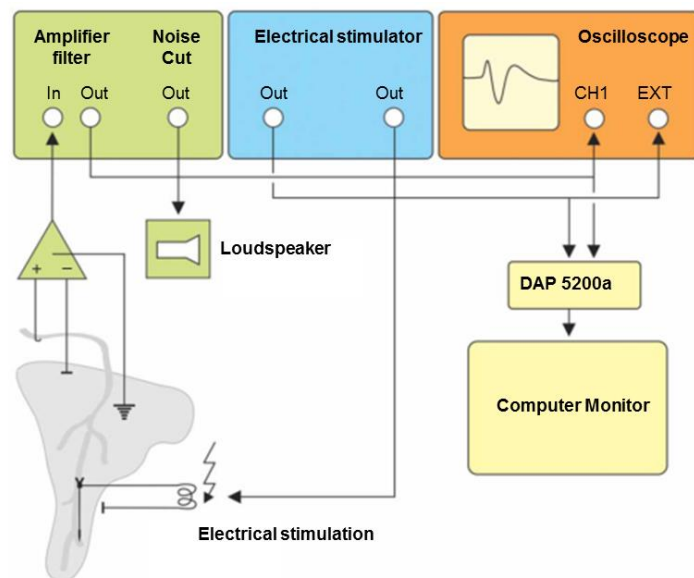 Amplifier filter
Noise Cut
Electrical stimulator
Oscilloscope
In
Out
Out
Out
Out
CH1
EXT
+
−
Loudspeaker
DAP 5200a
Computer Monitor
Electrical stimulation